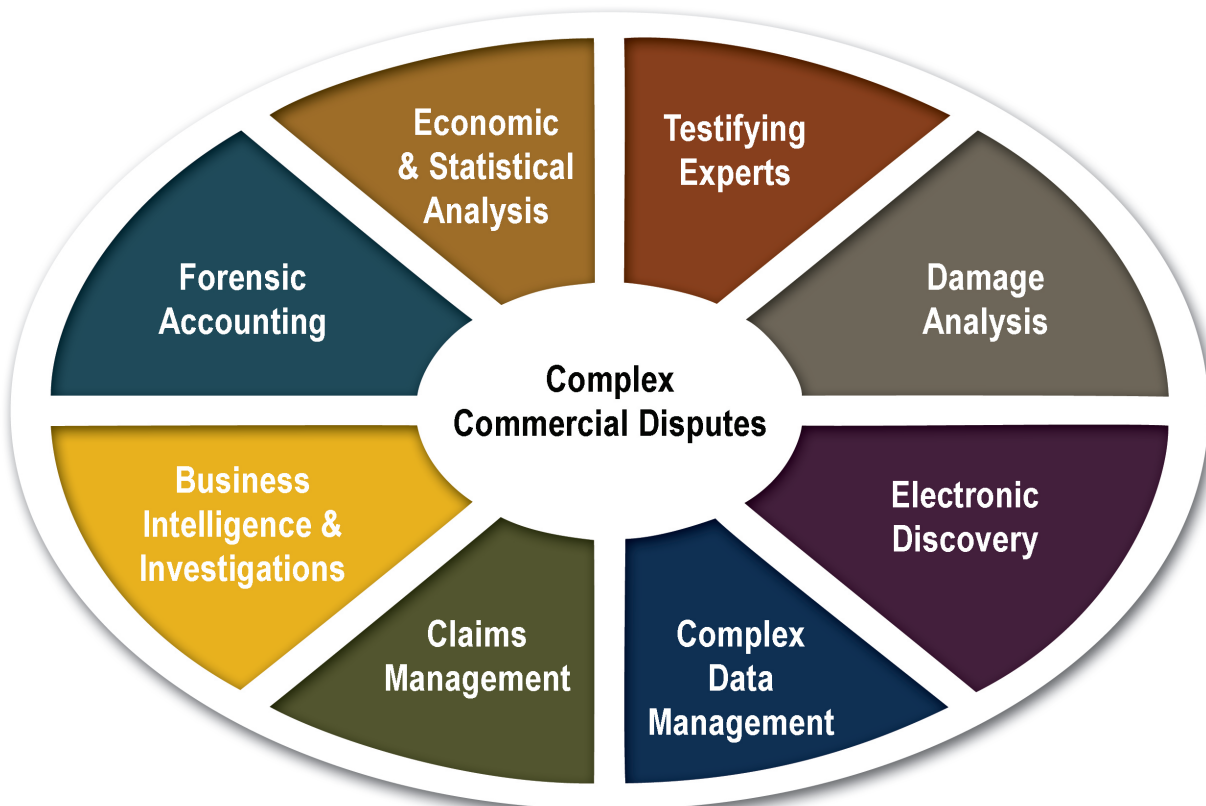 Economic
& Statistical
Analysis
Testifying
Experts
Forensic
Accounting
Damage
Analysis
Complex
Commercial Disputes
Business
Intelligence &
Investigations
Electronic
Discovery
Claims
Management
Complex
Data
Management